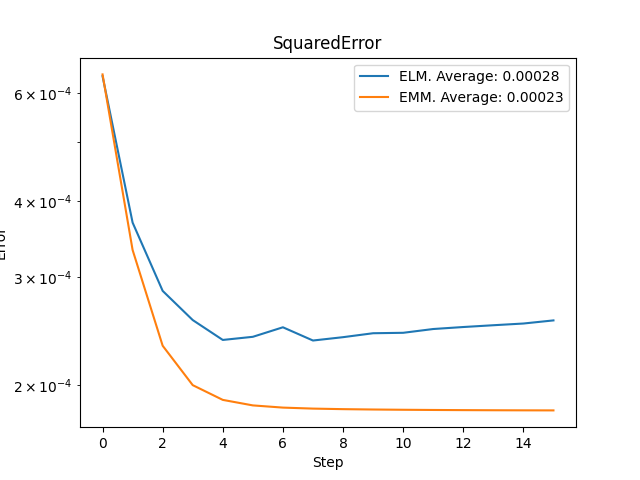 SquaredError
ELM. Average: 0.00028
EMM. Average: 0.00023
6 × 10⁻⁴
4 × 10⁻⁴
3 × 10⁻⁴
2 × 10⁻⁴
Error
0 2 4 6 8 10 12 14
Step